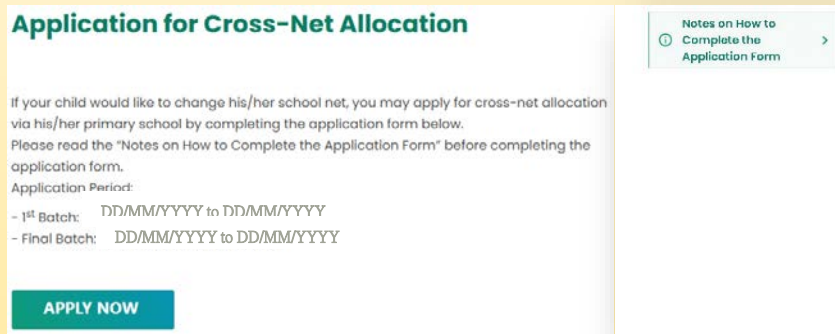 Application for Cross-Net Allocation
If your child would like to change his/her school net, you may apply for cross-net allocation
via his/her primary school by completing the application form below.
Please read the “Notes on How to Complete the Application Form” before completing the
application form.
Application Period:
- 1st Batch: DD/MM/YYYY to DD/MM/YYYY
- Final Batch: DD/MM/YYYY to DD/MM/YYYY
APPLY NOW
Notes on How to
Complete the
Application Form